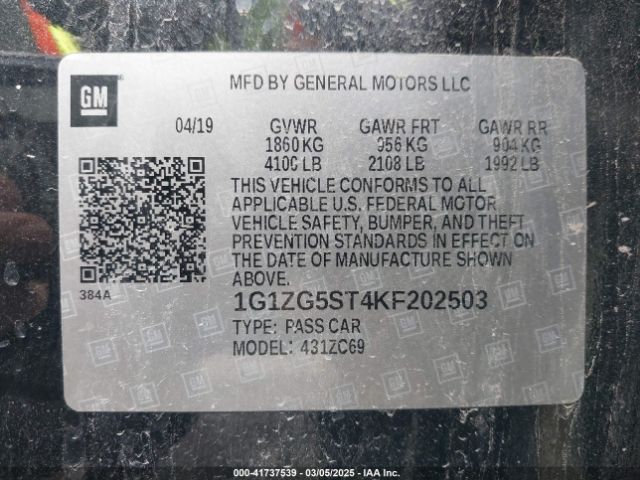 GM
MFD BY GENERAL MOTORS LLC
04/19 GVWR GAWR FRT GAWR RR
1860 KG 956 KG 904 KG
4100 LB 2108 LB 1992 LB
THIS VEHICLE CONFORMS TO ALL
APPLICABLE U.S. FEDERAL MOTOR
VEHICLE SAFETY, BUMPER, AND THEFT
PREVENTION STANDARDS IN EFFECT ON
THE DATE OF MANUFACTURE SHOWN
ABOVE.
384A
1G1ZG5ST4KF202503
TYPE: PASS CAR
MODEL: 431ZC69
000-41737539 - 03/05/2025 - IAA Inc.